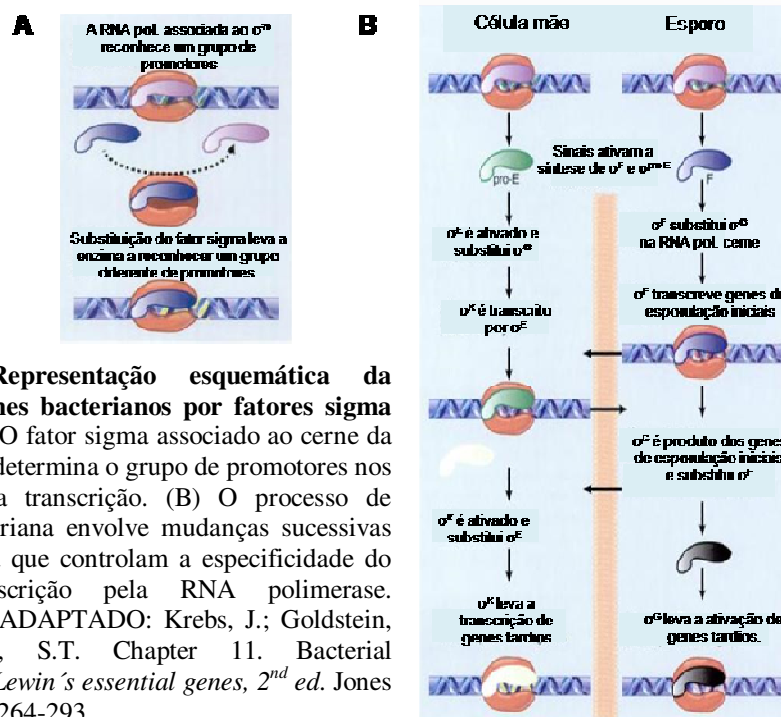 A
A RNA pol. associada ao σ⁷⁰
reconhece um grupo de
promotores
Substituição do fator sigma leva a
enzima a reconhecer um grupo
diferente de promotores
B
Célula mãe
Esporo
Sinais ativam a
síntese de σᶠ e σᵖʳᵒ⁻ᴱ
pro-E
F
σᴱ é ativado e
substitui σ⁴³
σᶠ substitui σ⁴³
na RNA pol. cerne
σᴷ é transcrito
por σᴱ
σᶠ transcreve genes de
esporulação iniciais
σᴳ é produto dos genes
de esporulação iniciais
e substitui σᶠ
σᴷ é ativado e
substitui σᴱ
σᴷ leva a
transcrição de
genes tardios
σᴳ leva a ativação de
genes tardios.
Representação esquemática da
nes bacterianos por fatores sigma
O fator sigma associado ao cerne da
determina o grupo de promotores nos
a transcrição. (B) O processo de
riana envolve mudanças sucessivas
que controlam a especificidade do
scrição pela RNA polimerase.
ADAPTADO: Krebs, J.; Goldstein,
, S.T. Chapter 11. Bacterial
Lewin´s essential genes, 2ⁿᵈ ed. Jones
264-293